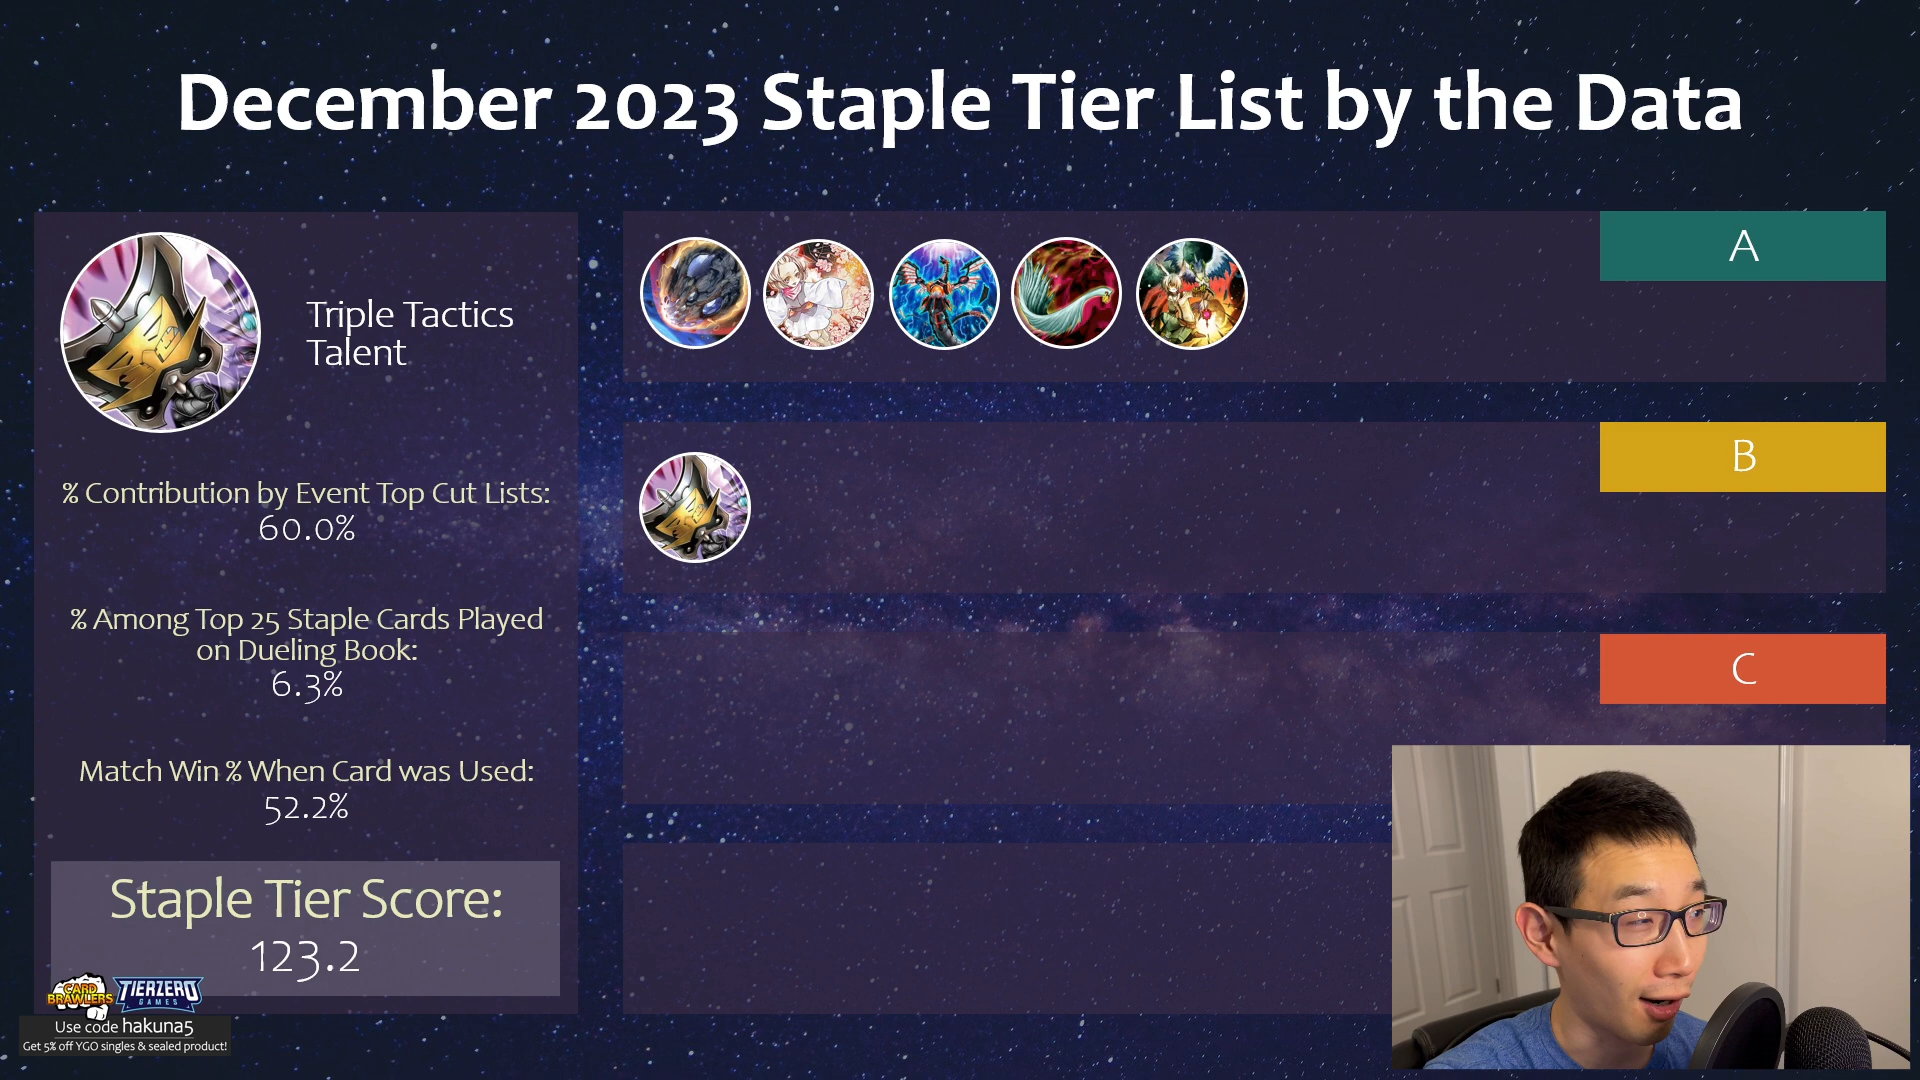 December 2023 Staple Tier List by the Data
Triple Tactics
Talent
% Contribution by Event Top Cut Lists:
60.0%
% Among Top 25 Staple Cards Played
on Dueling Book:
6.3%
Match Win % When Card was Used:
52.2%
Staple Tier Score:
123.2
CARD
BRAWLERS
TIERZERO
GAMES
Use code hakuna5
Get 5% off YGO singles & sealed product!
A
B
C